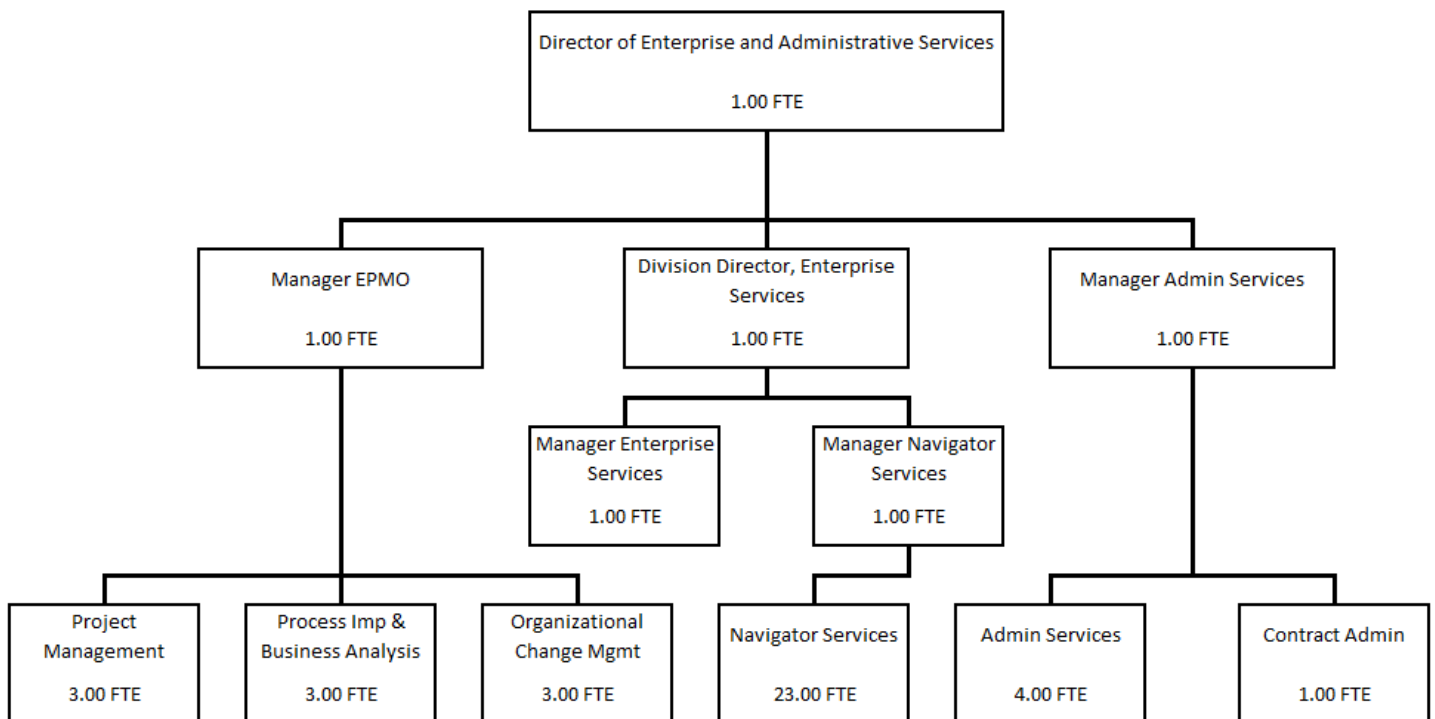 Director of Enterprise and Administrative Services
1.00 FTE
Manager EPMO
1.00 FTE
Division Director, Enterprise
Services
1.00 FTE
Manager Admin Services
1.00 FTE
Manager Enterprise
Services
1.00 FTE
Manager Navigator
Services
1.00 FTE
Project
Management
3.00 FTE
Process Imp &
Business Analysis
3.00 FTE
Organizational
Change Mgmt
3.00 FTE
Navigator Services
23.00 FTE
Admin Services
4.00 FTE
Contract Admin
1.00 FTE